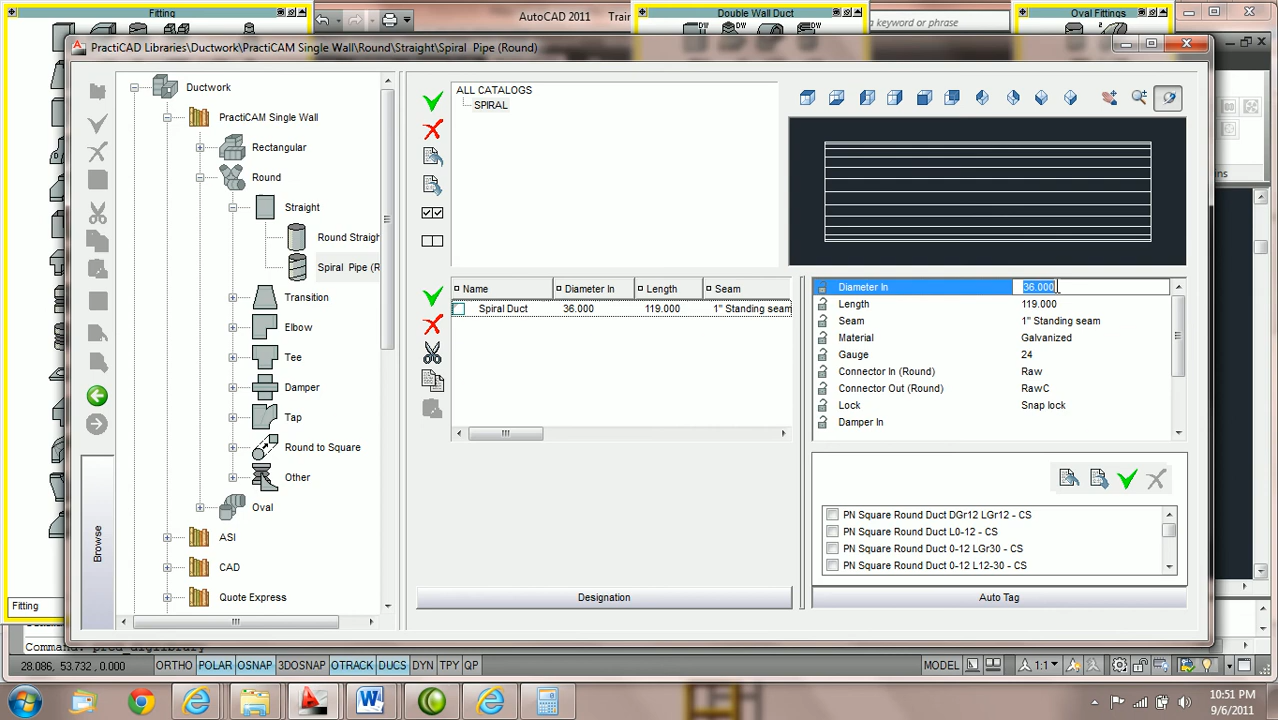 Fitting
AutoCAD 2011
Train
Double Wall Duct
a keyword or phrase
Oval Fittings
DW
DW
DW
PractiCAD Libraries\Ductwork\PractiCAM Single Wall\Round\Straight\Spiral Pipe (Round)
Ductwork
PractiCAM Single Wall
Rectangular
Round
Straight
Round Straigh
Spiral Pipe (R
Transition
Elbow
Tee
Damper
Tap
Round to Square
Other
Oval
ASI
CAD
Quote Express
Browse
ALL CATALOGS
SPIRAL
Name
Diameter In
Length
Seam
Spiral Duct
36.000
119.000
1" Standing seam
Designation
Diameter In
36.000
Length
119.000
Seam
1" Standing seam
Material
Galvanized
Gauge
24
Connector In (Round)
Raw
Connector Out (Round)
RawC
Lock
Snap lock
Damper In
PN Square Round Duct DGr12 LGr12 - CS
PN Square Round Duct L0-12 - CS
PN Square Round Duct 0-12 LGr30 - CS
PN Square Round Duct 0-12 L12-30 - CS
Auto Tag
Fitting
ns
Command: pred_diglibrary
28.086, 53.732, 0.000
ORTHO
POLAR
OSNAP
3DOSNAP
OTRACK
DUCS
DYN
TPY
QP
MODEL
1:1
10:51 PM
9/6/2011